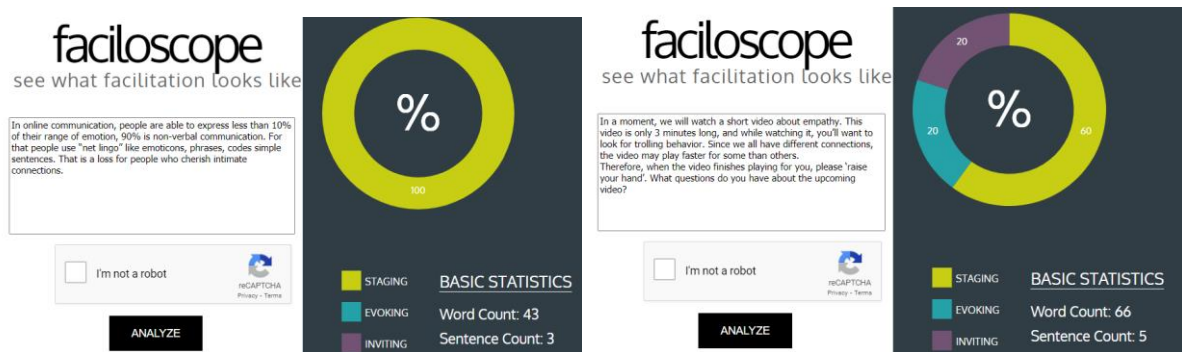 faciloscope
see what facilitation looks like
In online communication, people are able to express less than 10%
of their range of emotion, 90% is non-verbal communication. For
that people use "net lingo" like emoticons, phrases, codes simple
sentences. That is a loss for people who cherish intimate
connections.
I'm not a robot
reCAPTCHA
Privacy - Terms
ANALYZE
%
100
STAGING
EVOKING
INVITING
BASIC STATISTICS
Word Count: 43
Sentence Count: 3
faciloscope
see what facilitation looks like
In a moment, we will watch a short video about empathy. This
video is only 3 minutes long, and while watching it, you'll want to
look for trolling behavior. Since we all have different connections,
the video may play faster for some than others.
Therefore, when the video finishes playing for you, please 'raise
your hand'. What questions do you have about the upcoming
video?
I'm not a robot
reCAPTCHA
Privacy - Terms
ANALYZE
20
20
%
60
STAGING
EVOKING
INVITING
BASIC STATISTICS
Word Count: 66
Sentence Count: 5